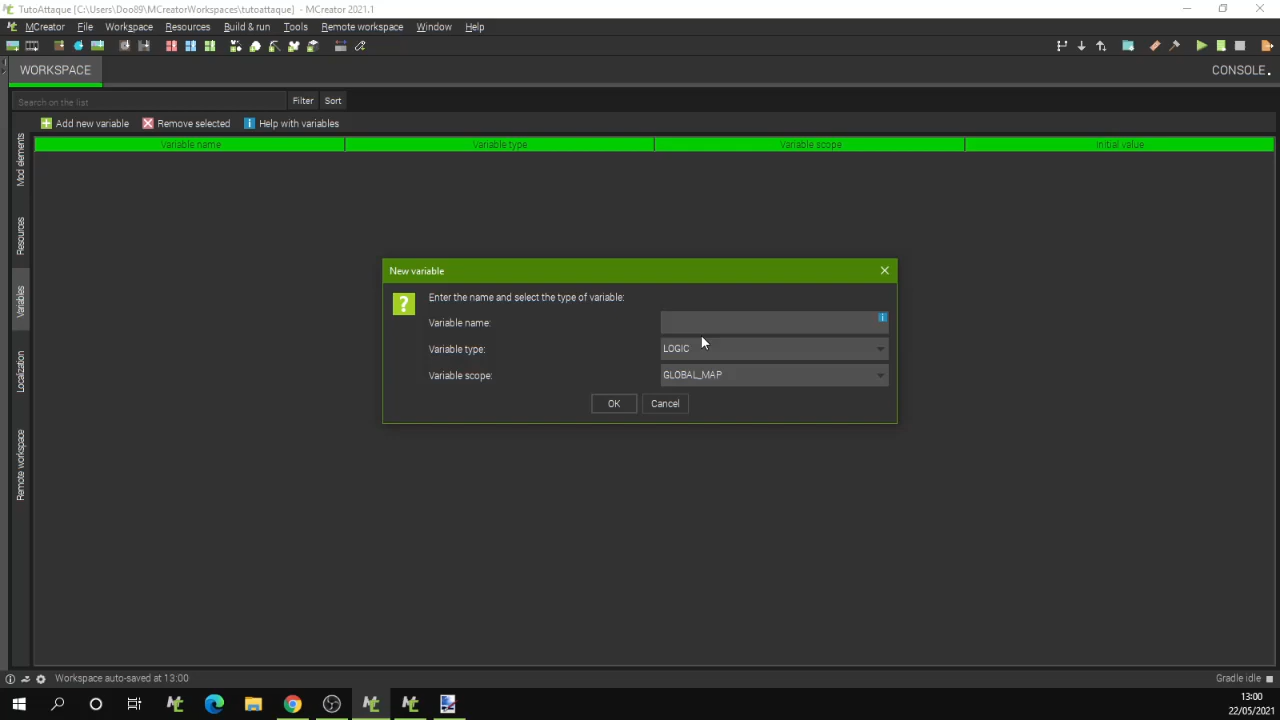 TutoAttaque [C:\Users\Doo89\MCreatorWorkspaces\tutoattaque] - MCreator 2021.1
MCreator File Workspace Resources Build & run Tools Remote workspace Window Help
WORKSPACE
CONSOLE
Search on the list
Filter Sort
Add new variable Remove selected Help with variables
Variable name Variable type Variable scope Initial value
Mod elements
Resources
Variables
Localization
Remote workspace
New variable
Enter the name and select the type of variable:
Variable name:
Variable type: LOGIC
Variable scope: GLOBAL_MAP
OK Cancel
Workspace auto-saved at 13:00
Gradle idle
13:00
22/05/2021